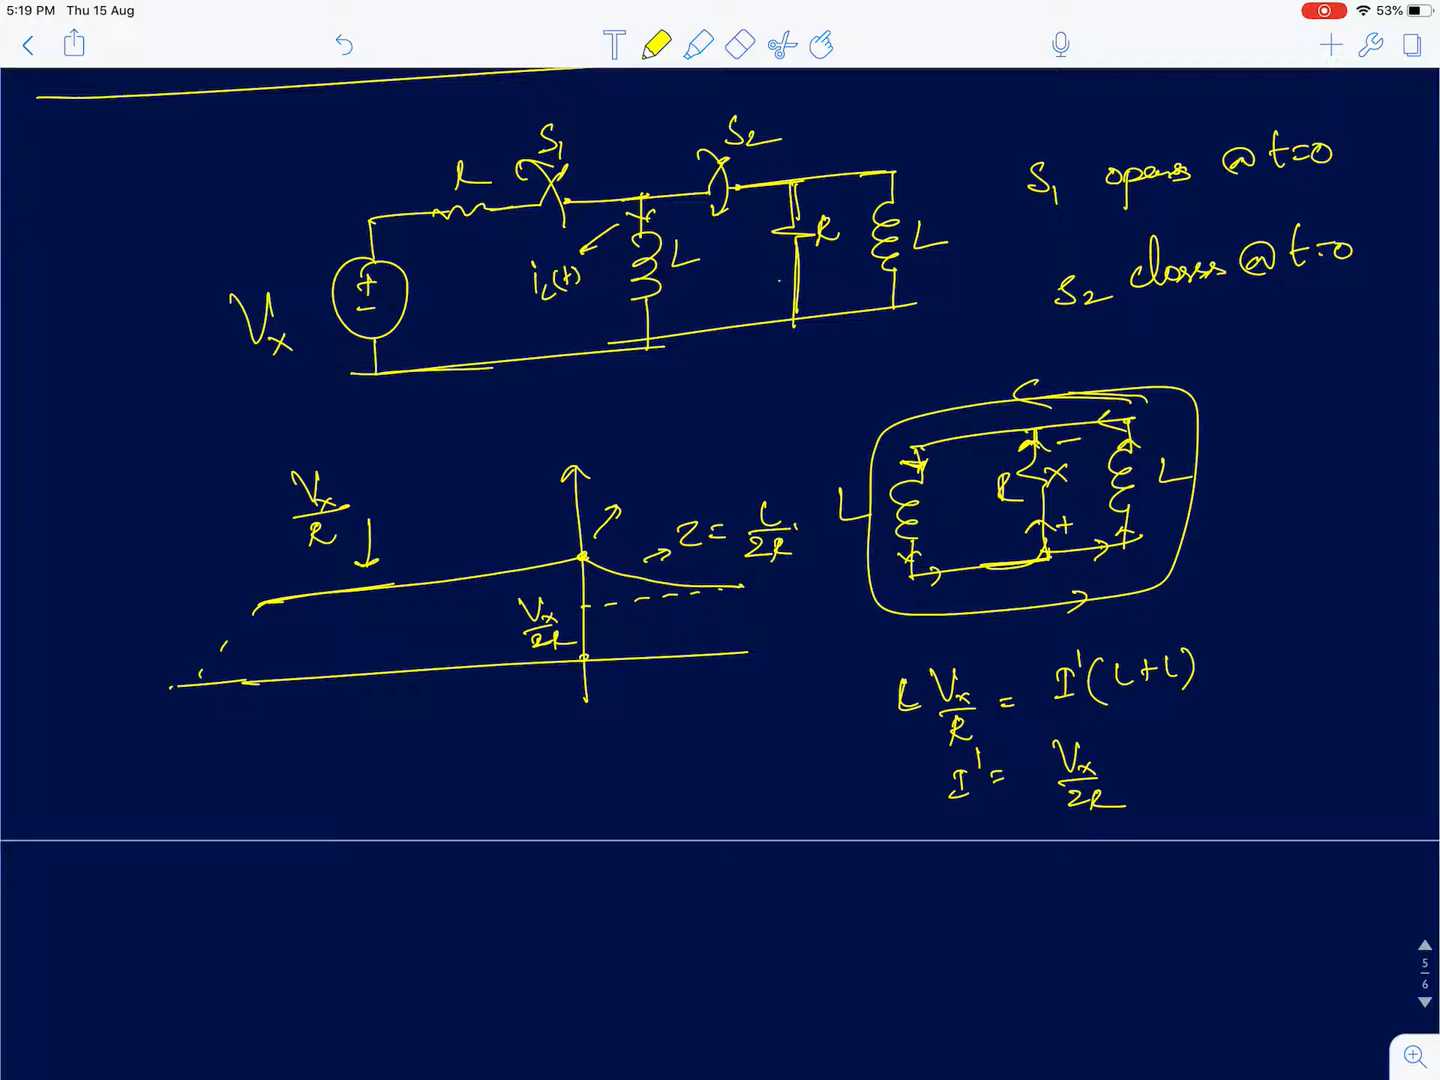 5:19 PM Thu 15 Aug
53%
T
S1
S2
R
S1 opens @ t=0
Vx
+
-
iL(t)
L
R
L
S2 closes @ t=0
Vx/R
τ = L/2R
Vx/2R
L
R
-
x
+
L
L Vx/R = I'(L+L)
I' = Vx/2R
5
6